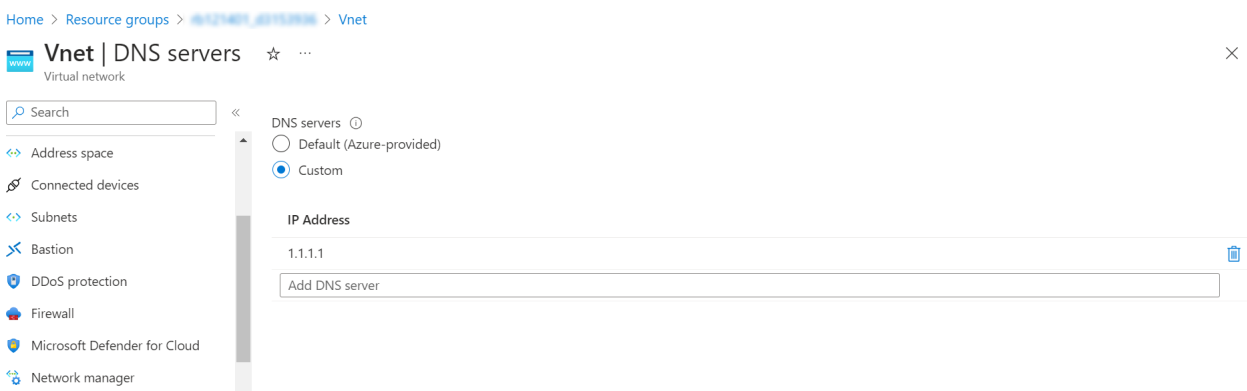 Home > Resource groups > > Vnet
Vnet | DNS servers
Virtual network
www
Search
Address space
Connected devices
Subnets
Bastion
DDoS protection
Firewall
Microsoft Defender for Cloud
Network manager
DNS servers
Default (Azure-provided)
Custom
IP Address
1.1.1.1
Add DNS server